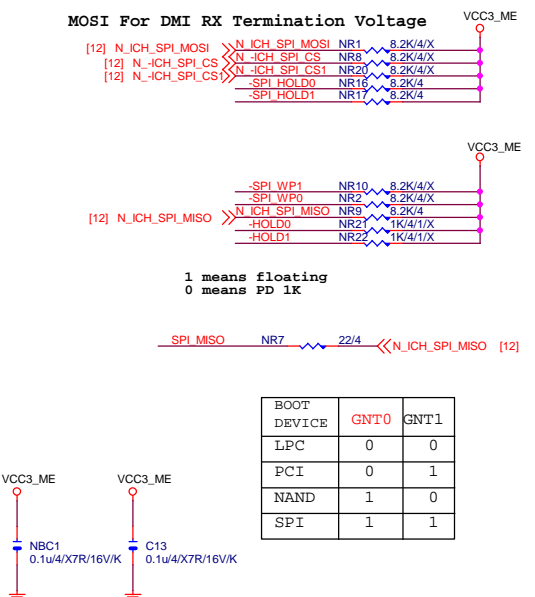 MOSI For DMI RX Termination Voltage
VCC3_ME
[12] N_ICH_SPI_MOSI N_ICH_SPI_MOSI NR1 8.2K/4/X
[12] N_-ICH_SPI_CS N_-ICH_SPI_CS NR8 8.2K/4/X
[12] N_-ICH_SPI_CS1 N_-ICH_SPI_CS1 NR20 8.2K/4/X
-SPI_HOLD0 NR16 8.2K/4
-SPI_HOLD1 NR17 8.2K/4
VCC3_ME
-SPI_WP1 NR10 8.2K/4/X
-SPI_WP0 NR2 8.2K/4/X
[12] N_ICH_SPI_MISO N_ICH_SPI_MISO NR9 8.2K/4
-HOLD0 NR21 1K/4/1/X
-HOLD1 NR22 1K/4/1/X
1 means floating
0 means PD 1K
SPI_MISO NR7 22/4 N_ICH_SPI_MISO [12]
BOOT DEVICE GNT0 GNT1
LPC 0 0
PCI 0 1
NAND 1 0
SPI 1 1
VCC3_ME VCC3_ME
NBC1 C13
0.1u/4/X7R/16V/K 0.1u/4/X7R/16V/K